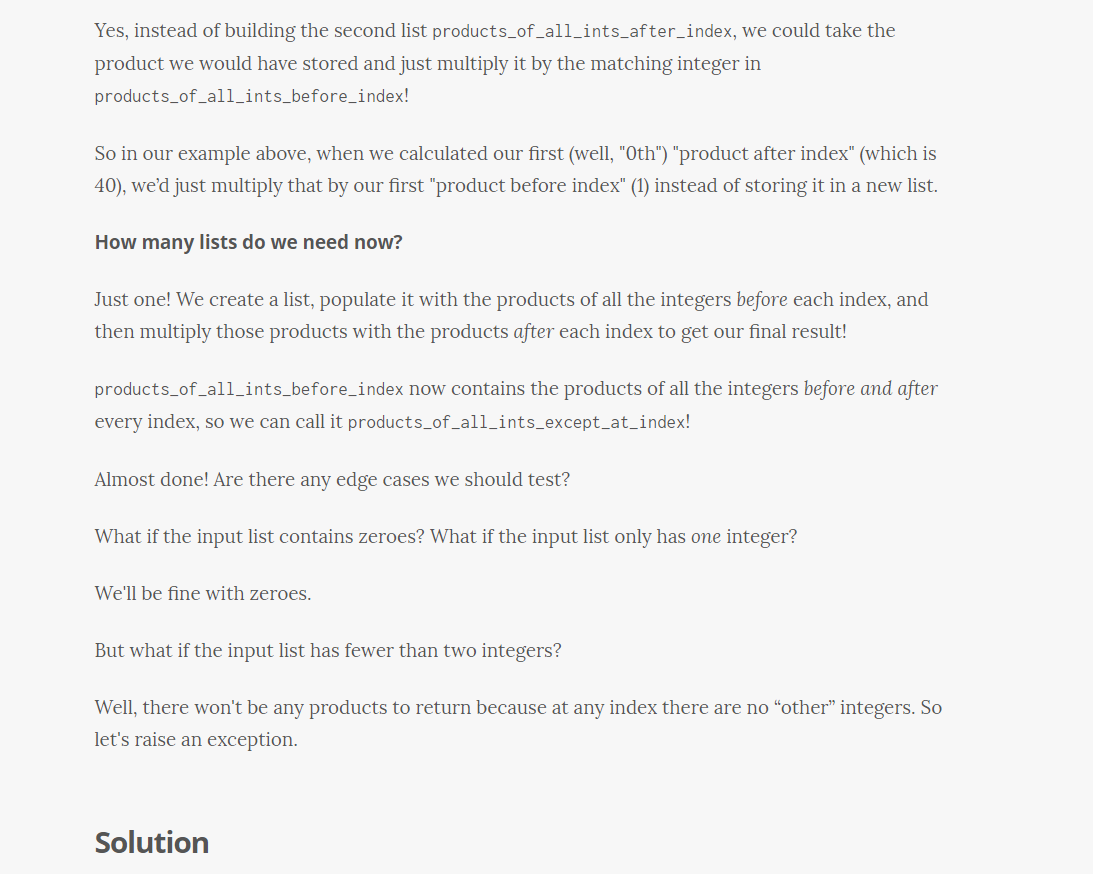 Yes, instead of building the second list products_of_all_ints_after_index, we could take the
product we would have stored and just multiply it by the matching integer in
products_of_all_ints_before_index!
So in our example above, when we calculated our first (well, "0th") "product after index" (which is
40), we’d just multiply that by our first "product before index" (1) instead of storing it in a new list.
How many lists do we need now?
Just one! We create a list, populate it with the products of all the integers before each index, and
then multiply those products with the products after each index to get our final result!
products_of_all_ints_before_index now contains the products of all the integers before and after
every index, so we can call it products_of_all_ints_except_at_index!
Almost done! Are there any edge cases we should test?
What if the input list contains zeroes? What if the input list only has one integer?
We'll be fine with zeroes.
But what if the input list has fewer than two integers?
Well, there won't be any products to return because at any index there are no “other” integers. So
let's raise an exception.
Solution